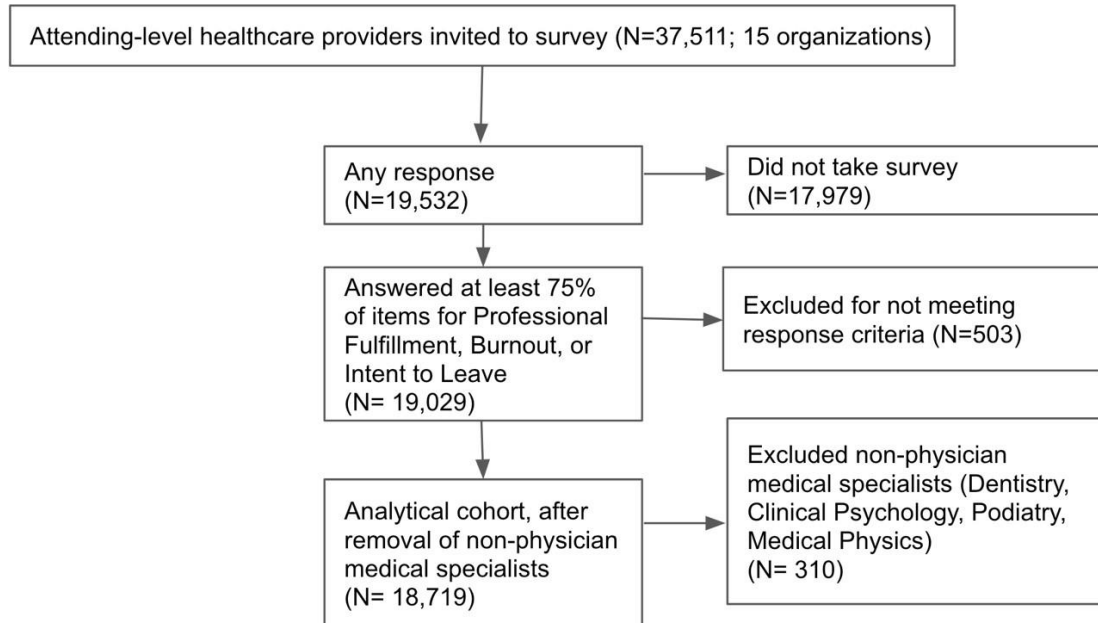 Attending-level healthcare providers invited to survey (N=37,511; 15 organizations)
Any response
(N=19,532)
Did not take survey
(N=17,979)
Answered at least 75%
of items for Professional
Fulfillment, Burnout, or
Intent to Leave
(N= 19,029)
Excluded for not meeting
response criteria (N=503)
Analytical cohort, after
removal of non-physician
medical specialists
(N= 18,719)
Excluded non-physician
medical specialists (Dentistry,
Clinical Psychology, Podiatry,
Medical Physics)
(N= 310)